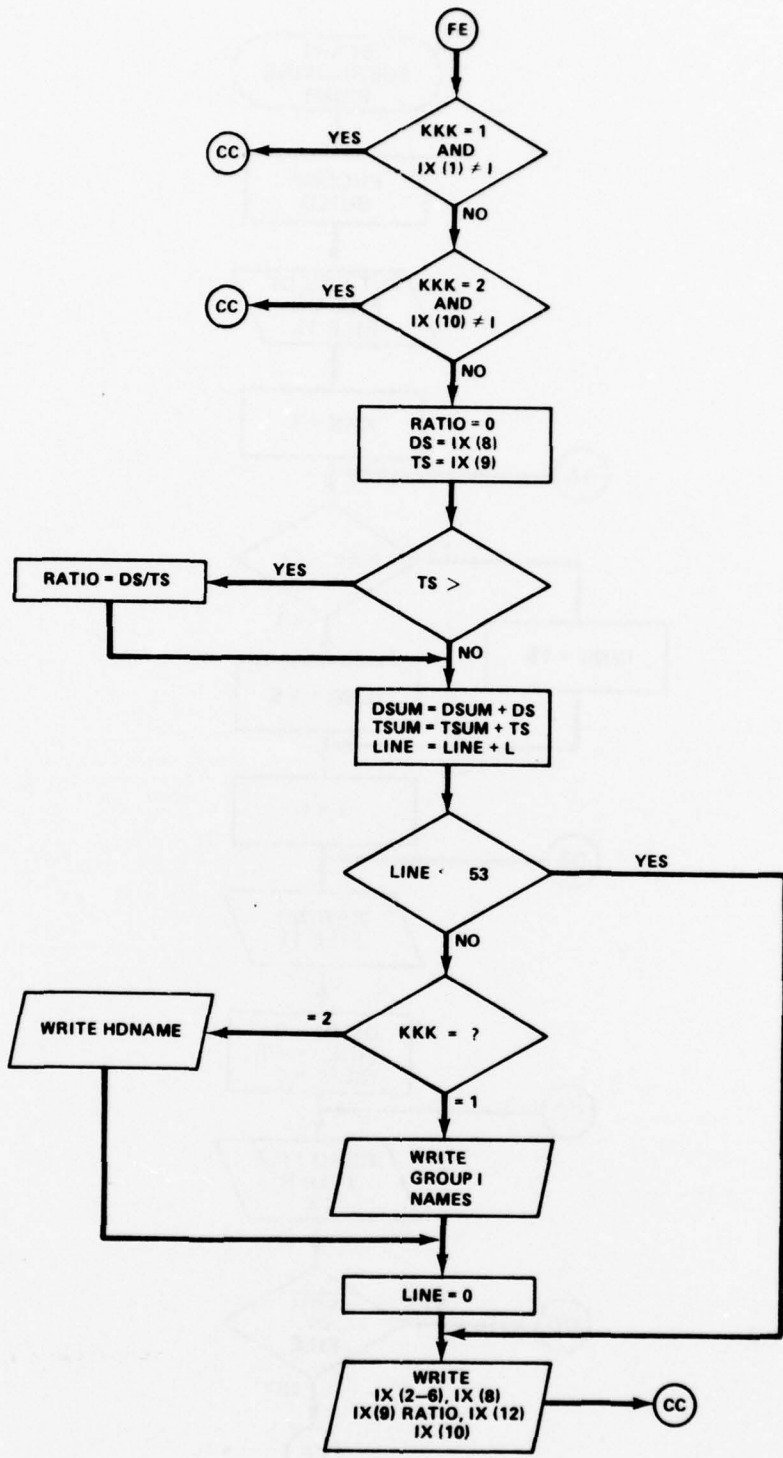 FE
KKK = 1
AND
IX (1) ≠ I
YES
CC
NO
KKK = 2
AND
IX (10) ≠ I
YES
CC
NO
RATIO = 0
DS = IX (8)
TS = IX (9)
TS >
YES
RATIO = DS/TS
NO
DSUM = DSUM + DS
TSUM = TSUM + TS
LINE = LINE + L
LINE 53
YES
NO
KKK = ?
= 2
WRITE HDNAME
= 1
WRITE
GROUP I
NAMES
LINE = 0
WRITE
IX (2–6), IX (8)
IX(9) RATIO, IX (12)
IX (10)
CC